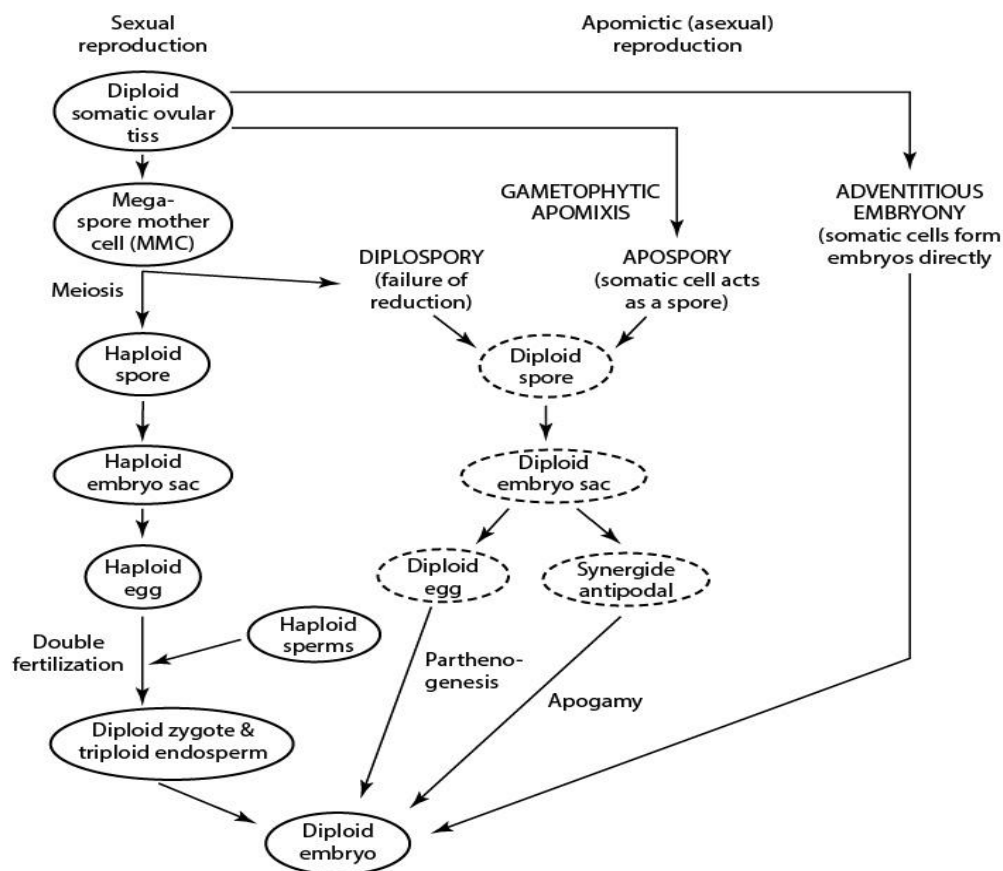 Sexual
reproduction
Apomictic (asexual)
reproduction
Diploid
somatic ovular
tiss
Mega-
spore mother
cell (MMC)
GAMETOPHYTIC
APOMIXIS
ADVENTITIOUS
EMBRYONY
(somatic cells form
embryos directly
DIPLOSPORY
(failure of
reduction)
APOSPORY
(somatic cell acts
as a spore)
Meiosis
Haploid
spore
Diploid
spore
Haploid
embryo sac
Diploid
embryo sac
Haploid
egg
Diploid
egg
Synergide
antipodal
Haploid
sperms
Double
fertilization
Partheno-
genesis
Apogamy
Diploid zygote &
triploid endosperm
Diploid
embryo